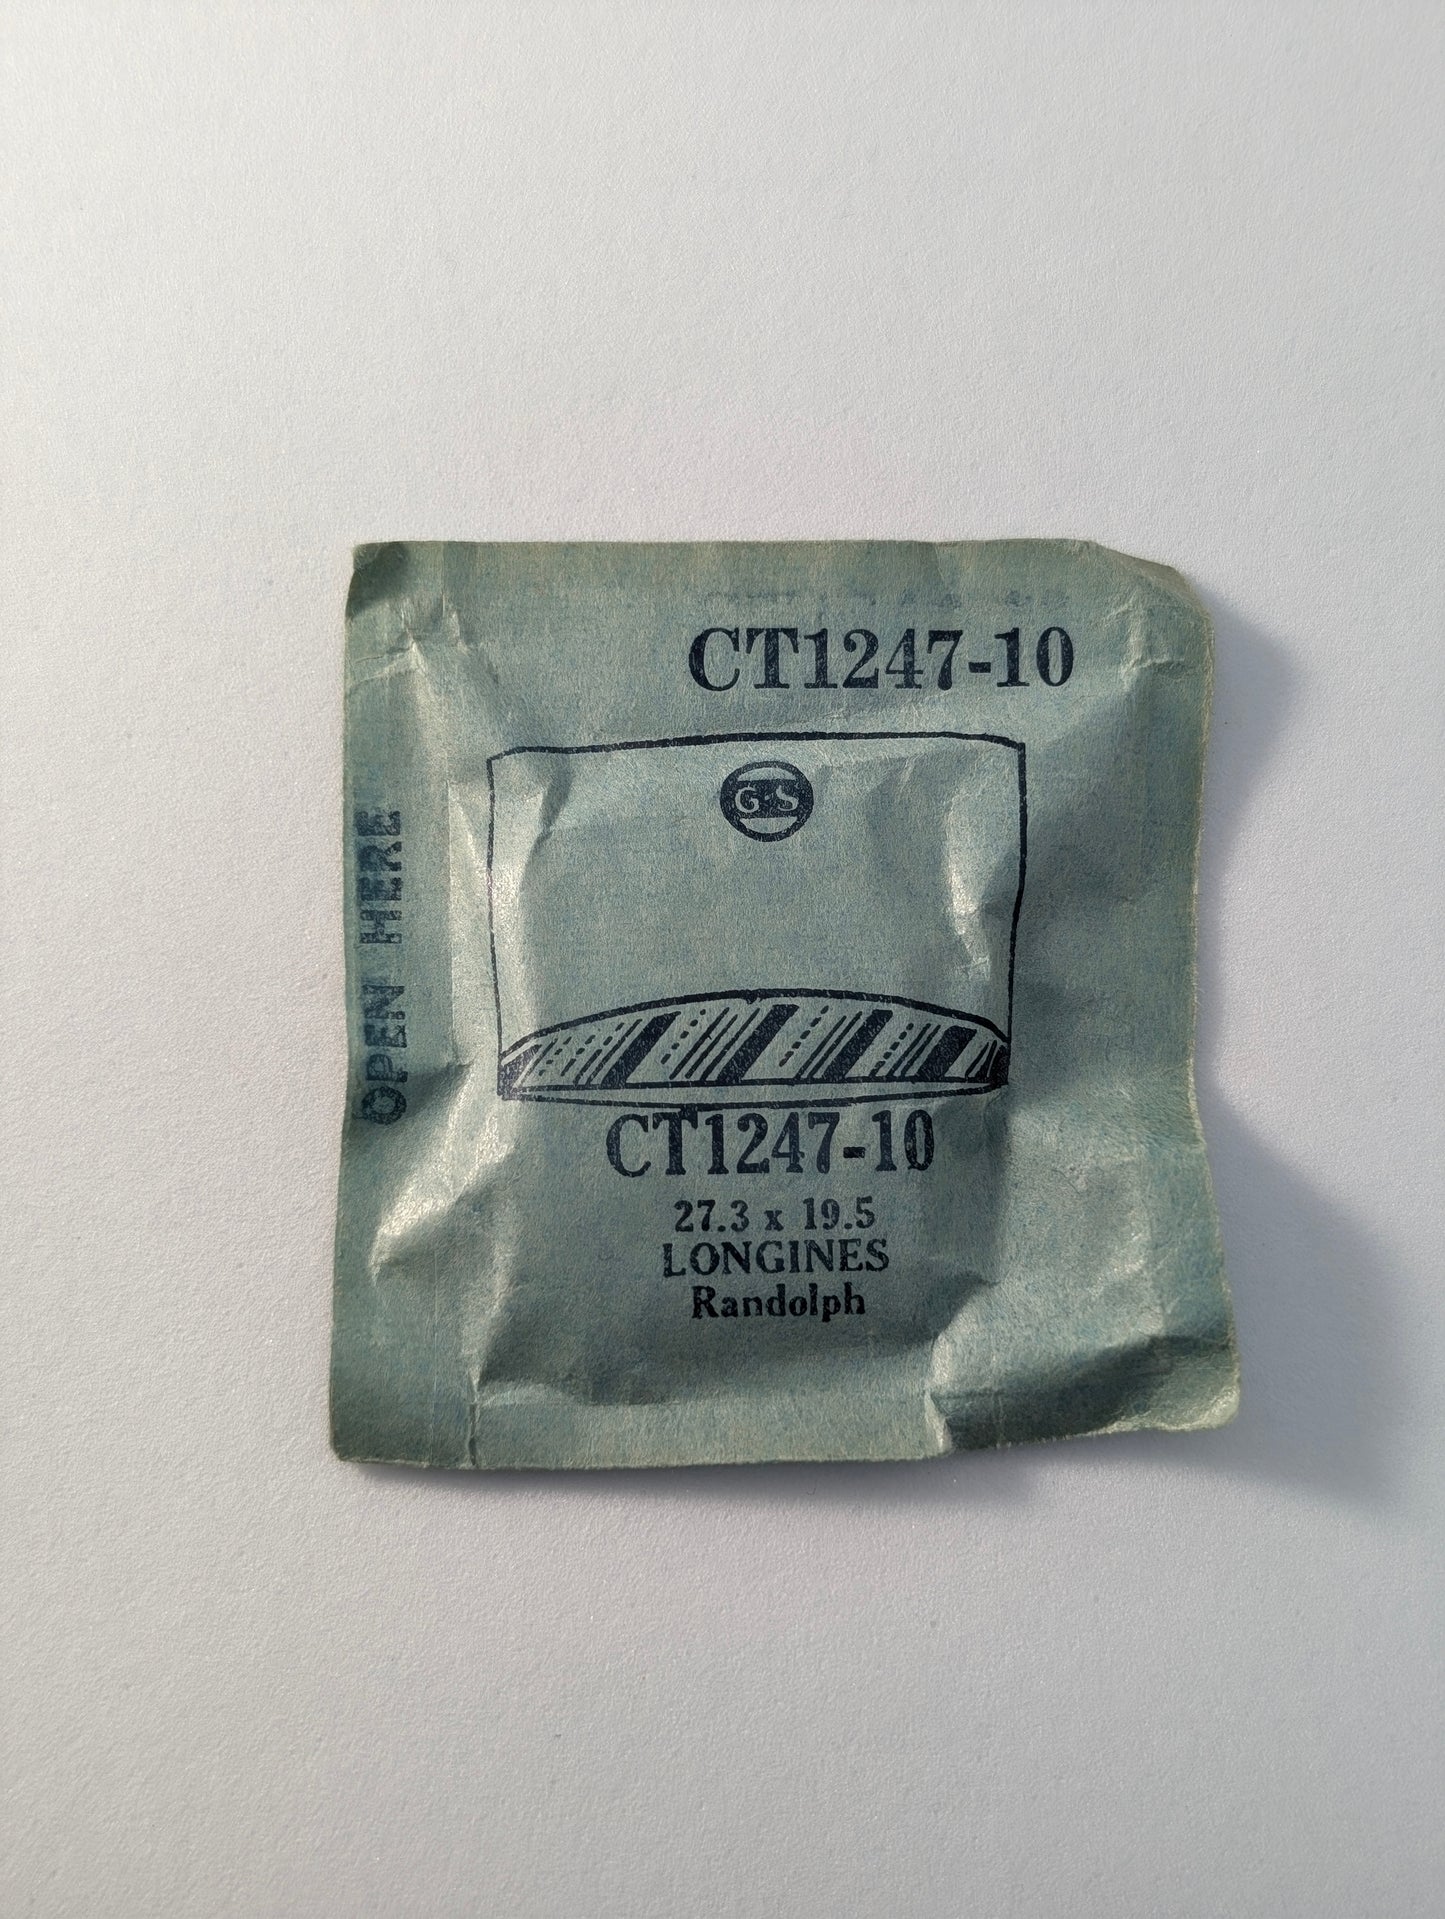 CT1247-10
G·S
OPEN HERE
CT1247-10
27.3 x 19.5
LONGINES
Randolph